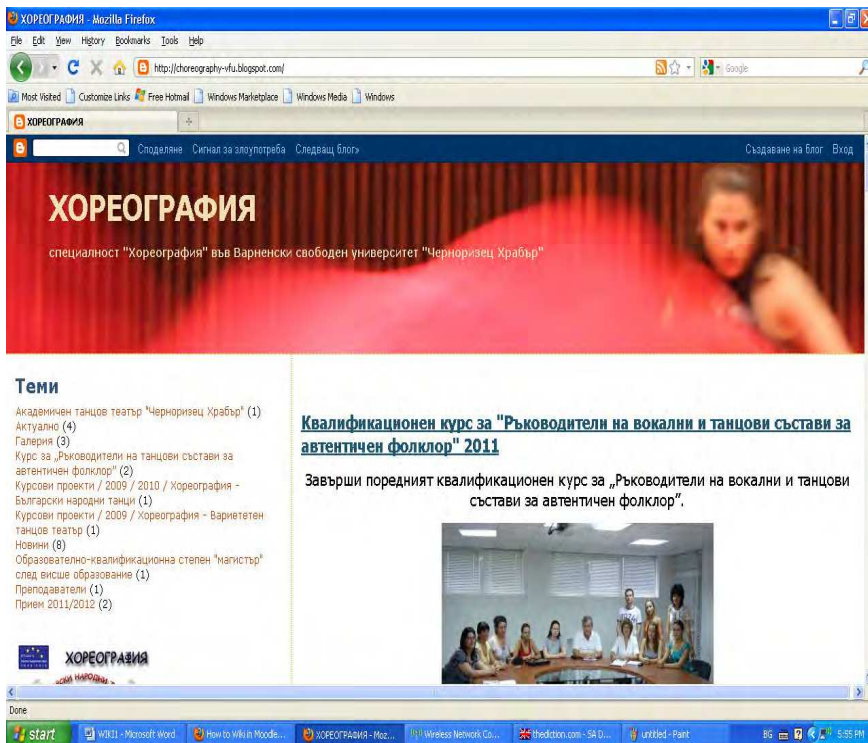 ХОРЕОГРАФИЯ - Mozilla Firefox
File Edit View History Bookmarks Tools Help
http://choreography-vfu.blogspot.com/
Google
Most Visited Customize Links Free Hotmail Windows Marketplace Windows Media Windows
ХОРЕОГРАФИЯ
Споделяне Сигнал за злоупотреба Следващ блог» Създаване на блог Вход
ХОРЕОГРАФИЯ
специалност "Хореография" във Варненски свободен университет "Черноризец Храбър"
Теми
Академичен танцов театър "Черноризец Храбър" (1)
Актуално (4)
Галерия (3)
Курс за „Ръководители на танцови състави за
автентичен фолклор" (2)
Курсови проекти / 2009 / 2010 / Хореография -
Български народни танци (1)
Курсови проекти / 2009 / Хореография - Вариететен
танцов театър (1)
Новини (8)
Образователно-квалификационна степен "магистър"
след висше образование (1)
Преподаватели (1)
Прием 2011/2012 (2)
ХОРЕОГРАФИЯ
Квалификационен курс за "Ръководители на вокални и танцови състави за
автентичен фолклор" 2011
Завърши поредният квалификационен курс за „Ръководители на вокални и танцови
състави за автентичен фолклор”.
Done
start WIKI1 - Microsoft Word How to Wiki in Moodle... ХОРЕОГРАФИЯ - Moz... Wireless Network Co... thediction.com - SA D... untitled - Paint BG 5:55 PM